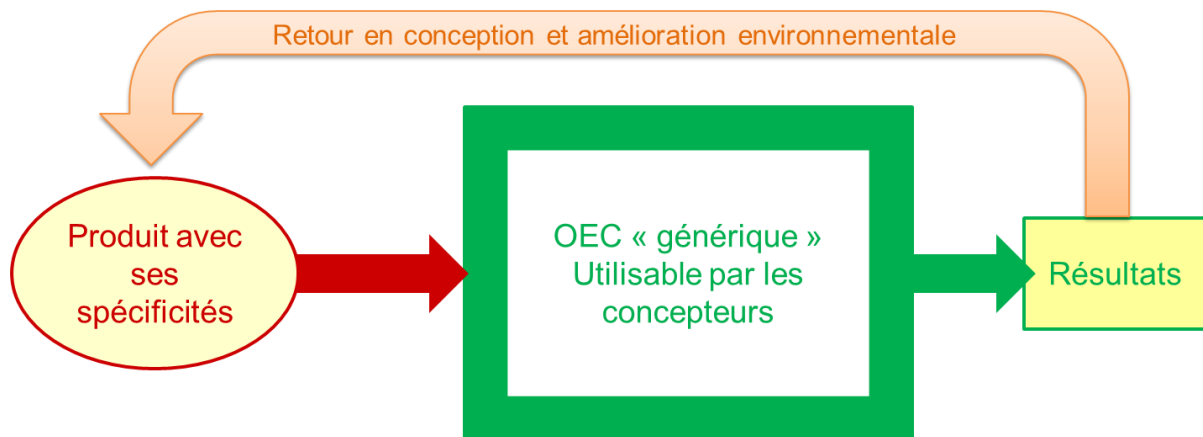 Retour en conception et amélioration environnementale
Produit avec
ses
spécificités
OEC « générique »
Utilisable par les
concepteurs
Résultats